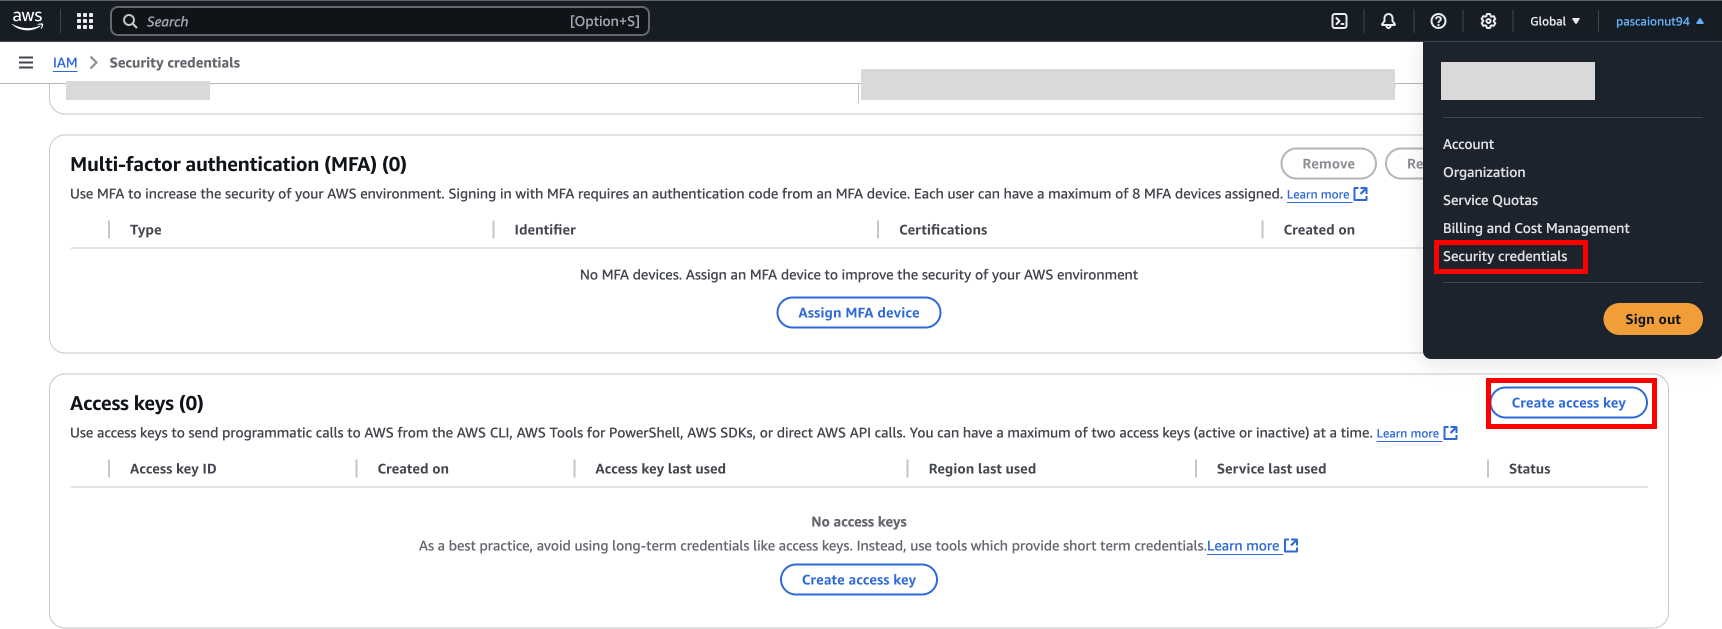 aws
Search [Option+S] Global pascaionut94
IAM Security credentials
Account
Organization
Service Quotas
Billing and Cost Management
Security credentials
Sign out
Multi-factor authentication (MFA) (0)
Remove Re
Use MFA to increase the security of your AWS environment. Signing in with MFA requires an authentication code from an MFA device. Each user can have a maximum of 8 MFA devices assigned. Learn more
Type Identifier Certifications Created on
No MFA devices. Assign an MFA device to improve the security of your AWS environment
Assign MFA device
Access keys (0)
Create access key
Use access keys to send programmatic calls to AWS from the AWS CLI, AWS Tools for PowerShell, AWS SDKs, or direct AWS API calls. You can have a maximum of two access keys (active or inactive) at a time. Learn more
Access key ID Created on Access key last used Region last used Service last used Status
No access keys
As a best practice, avoid using long-term credentials like access keys. Instead, use tools which provide short term credentials. Learn more
Create access key